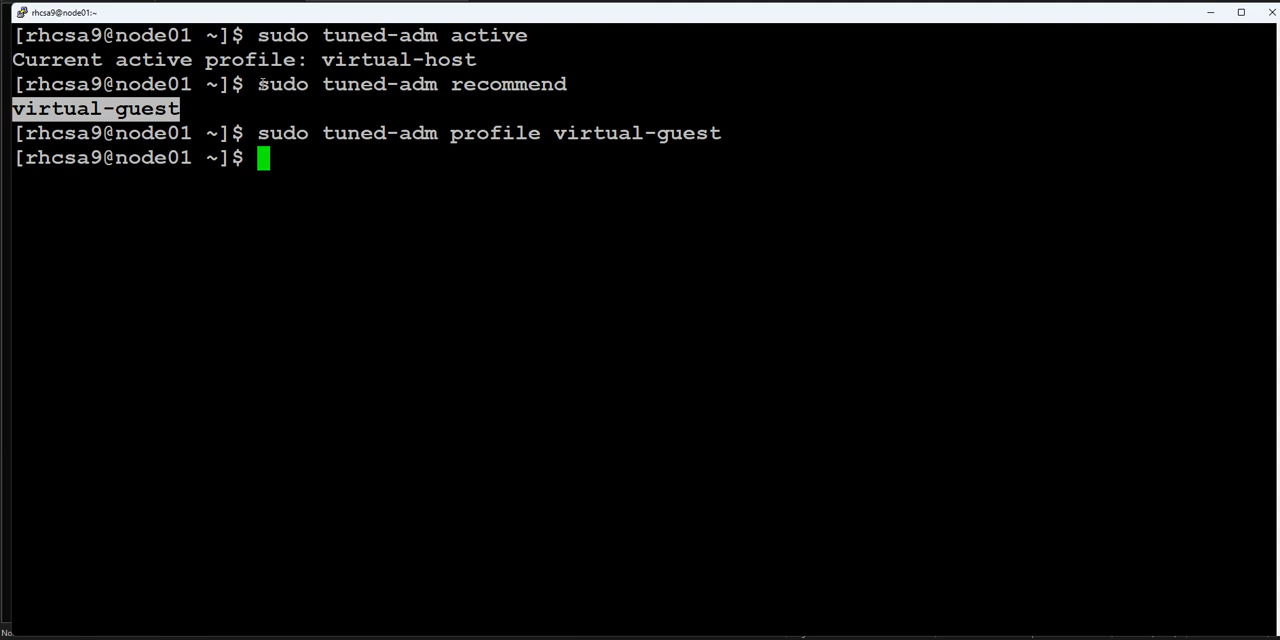 rhcsa9@node01:~
[rhcsa9@node01 ~]$ sudo tuned-adm active
Current active profile: virtual-host
[rhcsa9@node01 ~]$ sudo tuned-adm recommend
virtual-guest
[rhcsa9@node01 ~]$ sudo tuned-adm profile virtual-guest
[rhcsa9@node01 ~]$